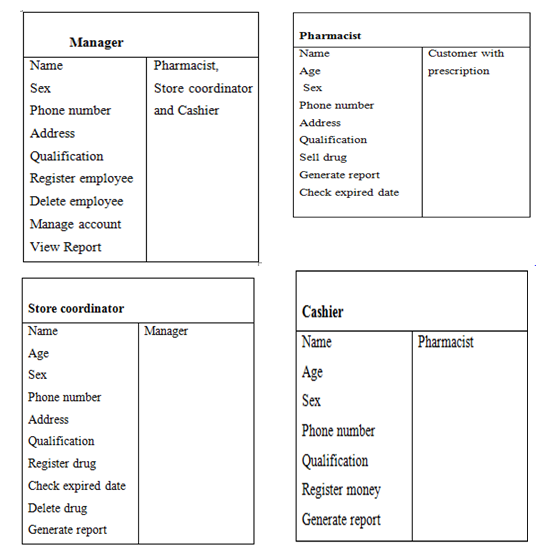 Manager
Name
Sex
Phone number
Address
Qualification
Register employee
Delete employee
Manage account
View Report
Pharmacist,
Store coordinator
and Cashier
Pharmacist
Name
Age
Sex
Phone number
Address
Qualification
Sell drug
Generate report
Check expired date
Customer with
prescription
Store coordinator
Name
Age
Sex
Phone number
Address
Qualification
Register drug
Check expired date
Delete drug
Generate report
Manager
Cashier
Name
Age
Sex
Phone number
Qualification
Register money
Generate report
Pharmacist